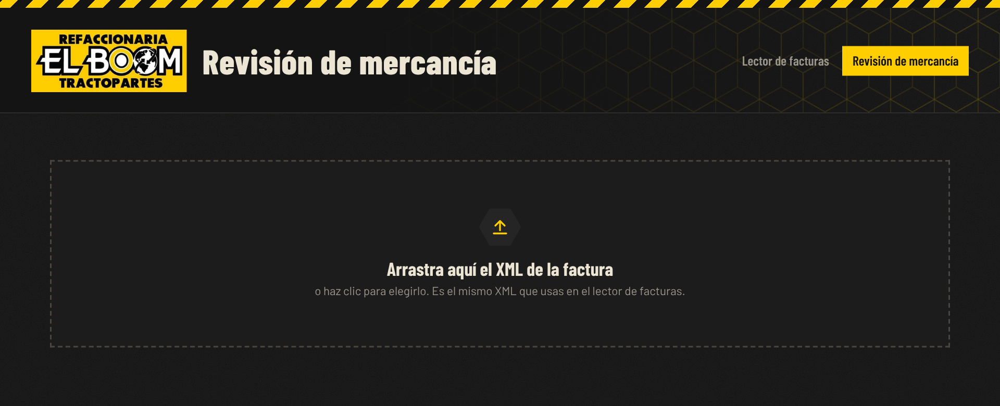 REFACCIONARIA
EL BOOM
TRACTOPARTES
Revisión de mercancía
Lector de facturas
Revisión de mercancía
Arrastra aquí el XML de la factura
o haz clic para elegirlo. Es el mismo XML que usas en el lector de facturas.